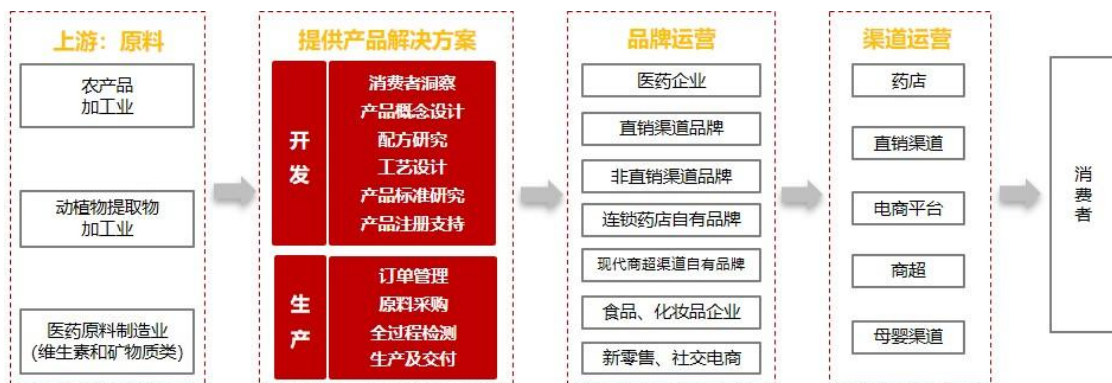 上游：原料
农产品
加工业
动植物提取物
加工业
医药原料制造业
(维生素和矿物质类)
提供产品解决方案
开
发
消费者洞察
产品概念设计
配方研究
工艺设计
产品标准研究
产品注册支持
生
产
订单管理
原料采购
全过程检测
生产及交付
品牌运营
医药企业
直销渠道品牌
非直销渠道品牌
连锁药店自有品牌
现代商超渠道自有品牌
食品、化妆品企业
新零售、社交电商
渠道运营
药店
直销渠道
电商平台
商超
母婴渠道
消
费
者